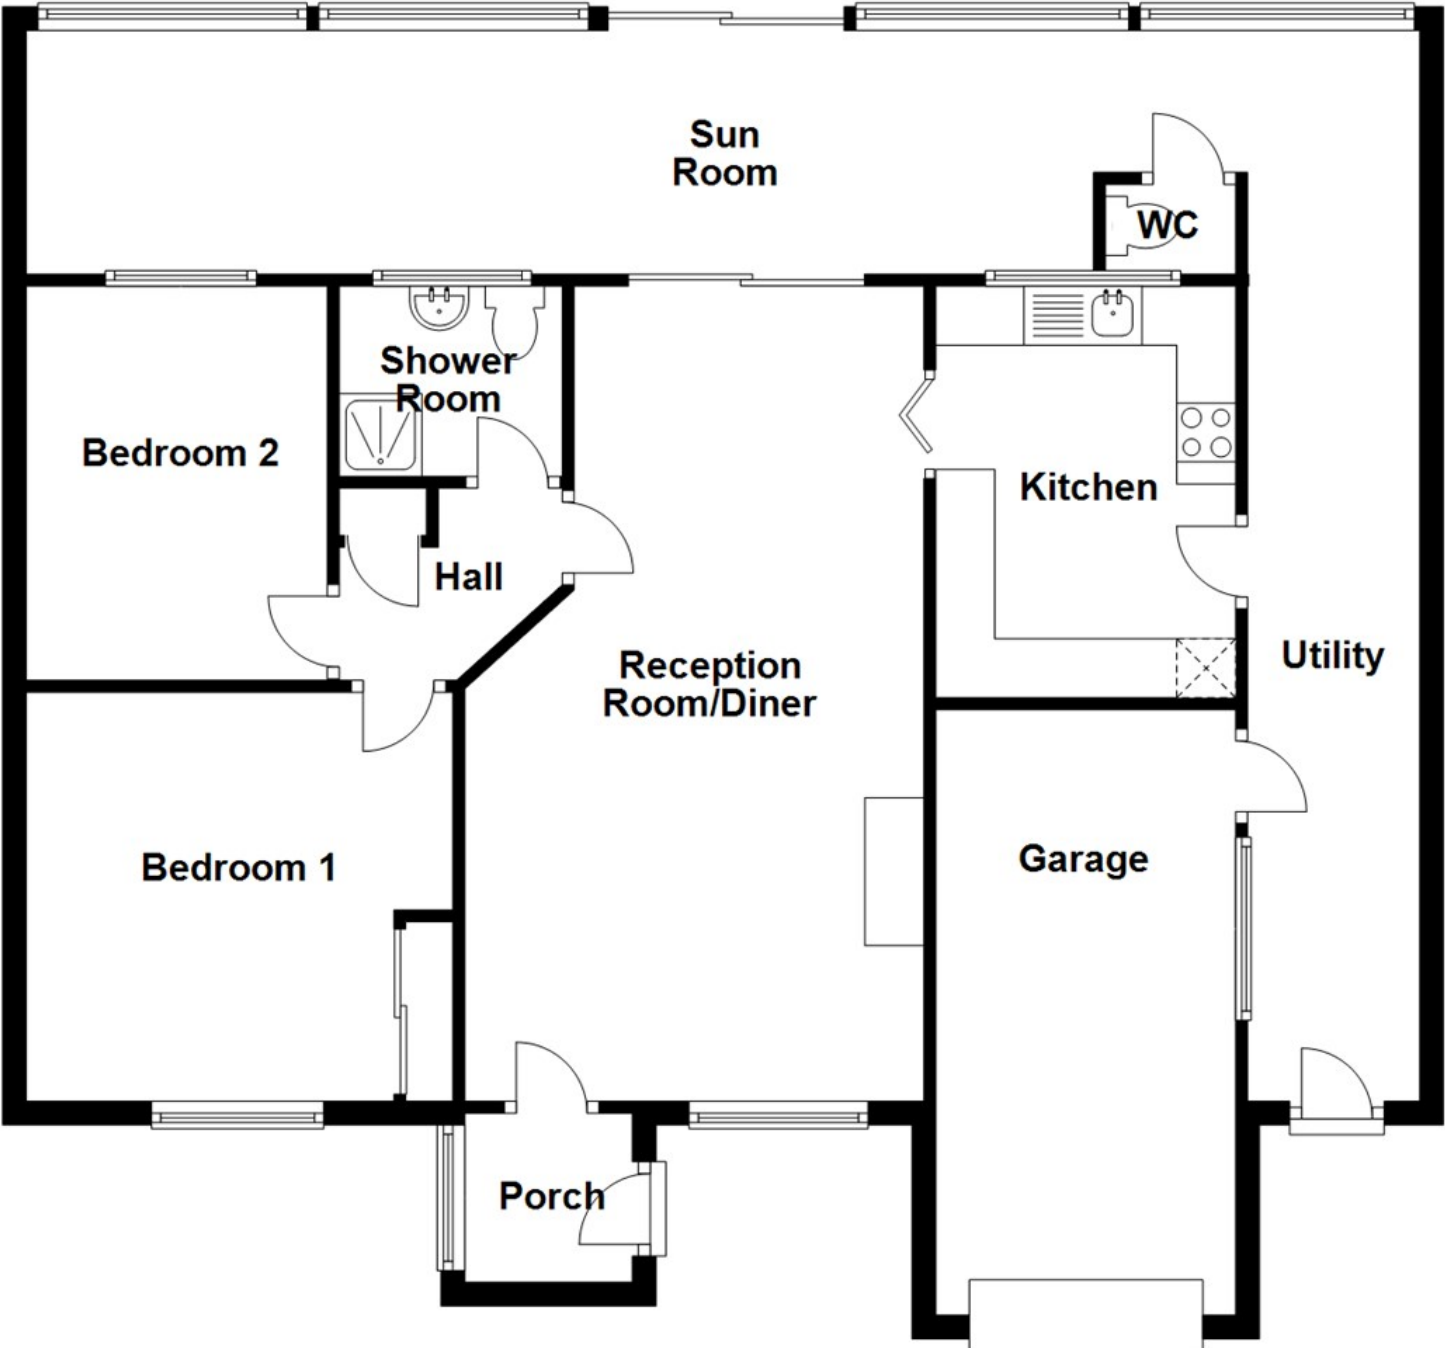 Sun
Room
WC
Shower
Room
Bedroom 2
Kitchen
Hall
Reception
Room/Diner
Utility
Bedroom 1
Garage
Porch